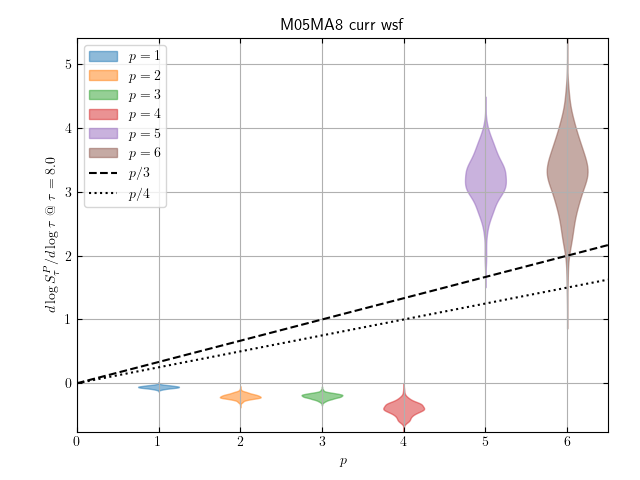 M05MA8 curr wsf
p = 1
p = 2
p = 3
p = 4
p = 5
p = 6
p/3
p/4
d log S_τ^P / d log τ @ τ = 8.0
5
4
3
2
1
0
0 1 2 3 4 5 6
p